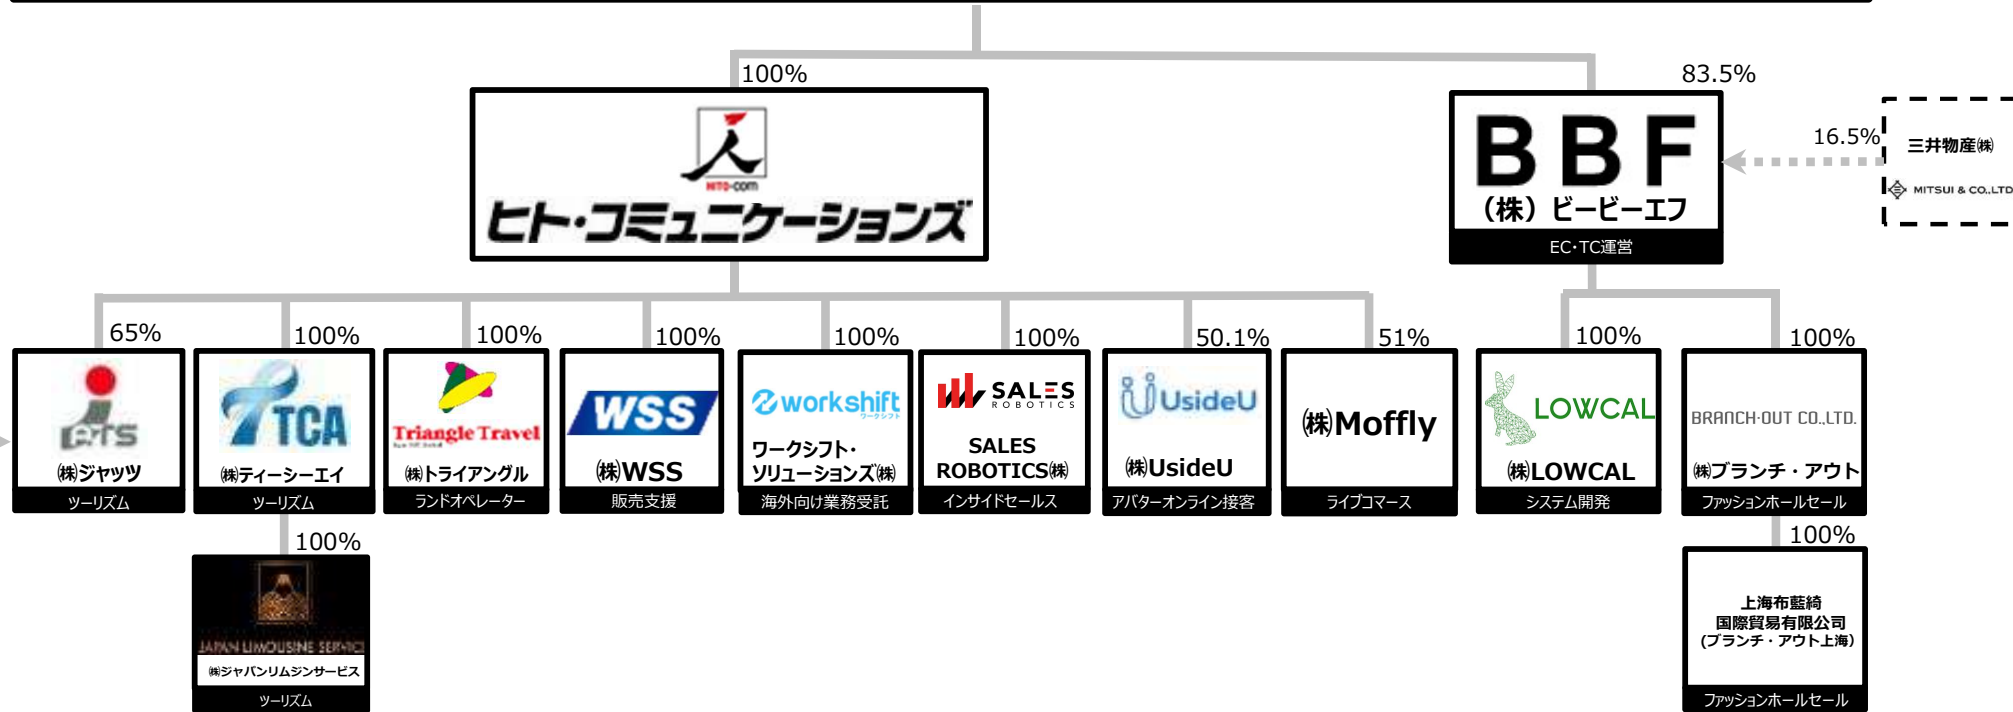 100%
83.5%
HITO-com
ヒト・コミュニケーションズ
BBF
(株)ビービーエフ
EC・TC運営
16.5%
三井物産㈱
MITSUI & CO.,LTD
65%
㈱ジャッツ
ツーリズム
100%
TCA
㈱ティーシーエイ
ツーリズム
100%
Triangle Travel
㈱トライアングル
ランドオペレーター
100%
WSS
㈱WSS
販売支援
100%
workshift
ワークシフト
ワークシフト・
ソリューションズ㈱
海外向け業務受託
100%
SALES
ROBOTICS
SALES
ROBOTICS㈱
インサイドセールス
50.1%
UsideU
㈱UsideU
アバターオンライン接客
51%
㈱Moffly
ライブコマース
100%
LOWCAL
㈱LOWCAL
システム開発
100%
BRANCH・OUT CO.,LTD.
㈱ブランチ・アウト
ファッションホールセール
100%
JAPAN LIMOUSINE SERVICE
㈱ジャパンリムジンサービス
ツーリズム
100%
上海布藍綺
国際貿易有限公司
(ブランチ・アウト上海)
ファッションホールセール